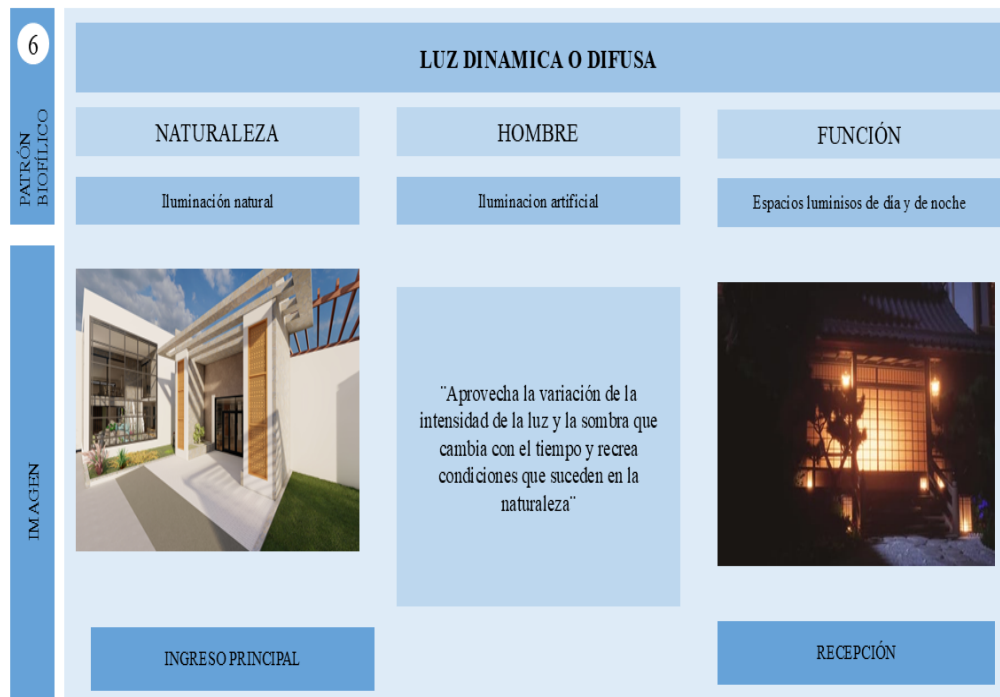 6
PATRÓN
BIOFÍLICO
LUZ DINAMICA O DIFUSA
NATURALEZA
HOMBRE
FUNCIÓN
Iluminación natural
Iluminacion artificial
Espacios luminisos de dia y de noche
IMAGEN
¨Aprovecha la variación de la
intensidad de la luz y la sombra que
cambia con el tiempo y recrea
condiciones que suceden en la
naturaleza¨
INGRESO PRINCIPAL
RECEPCIÓN